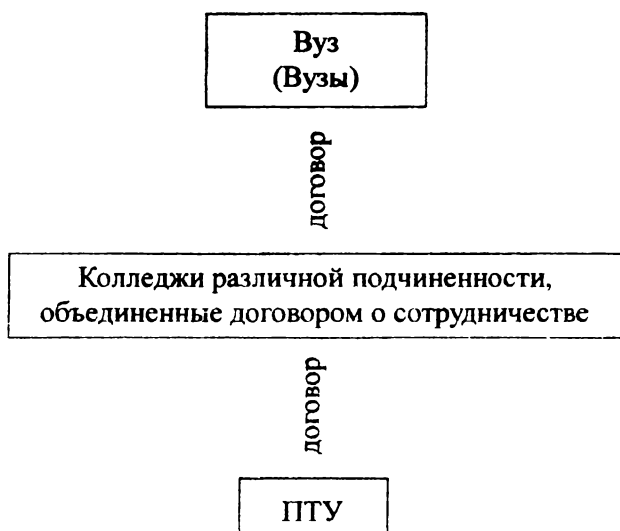 Вуз
(Вузы)
договор
Колледжи различной подчиненности,
объединенные договором о сотрудничестве
договор
ПТУ